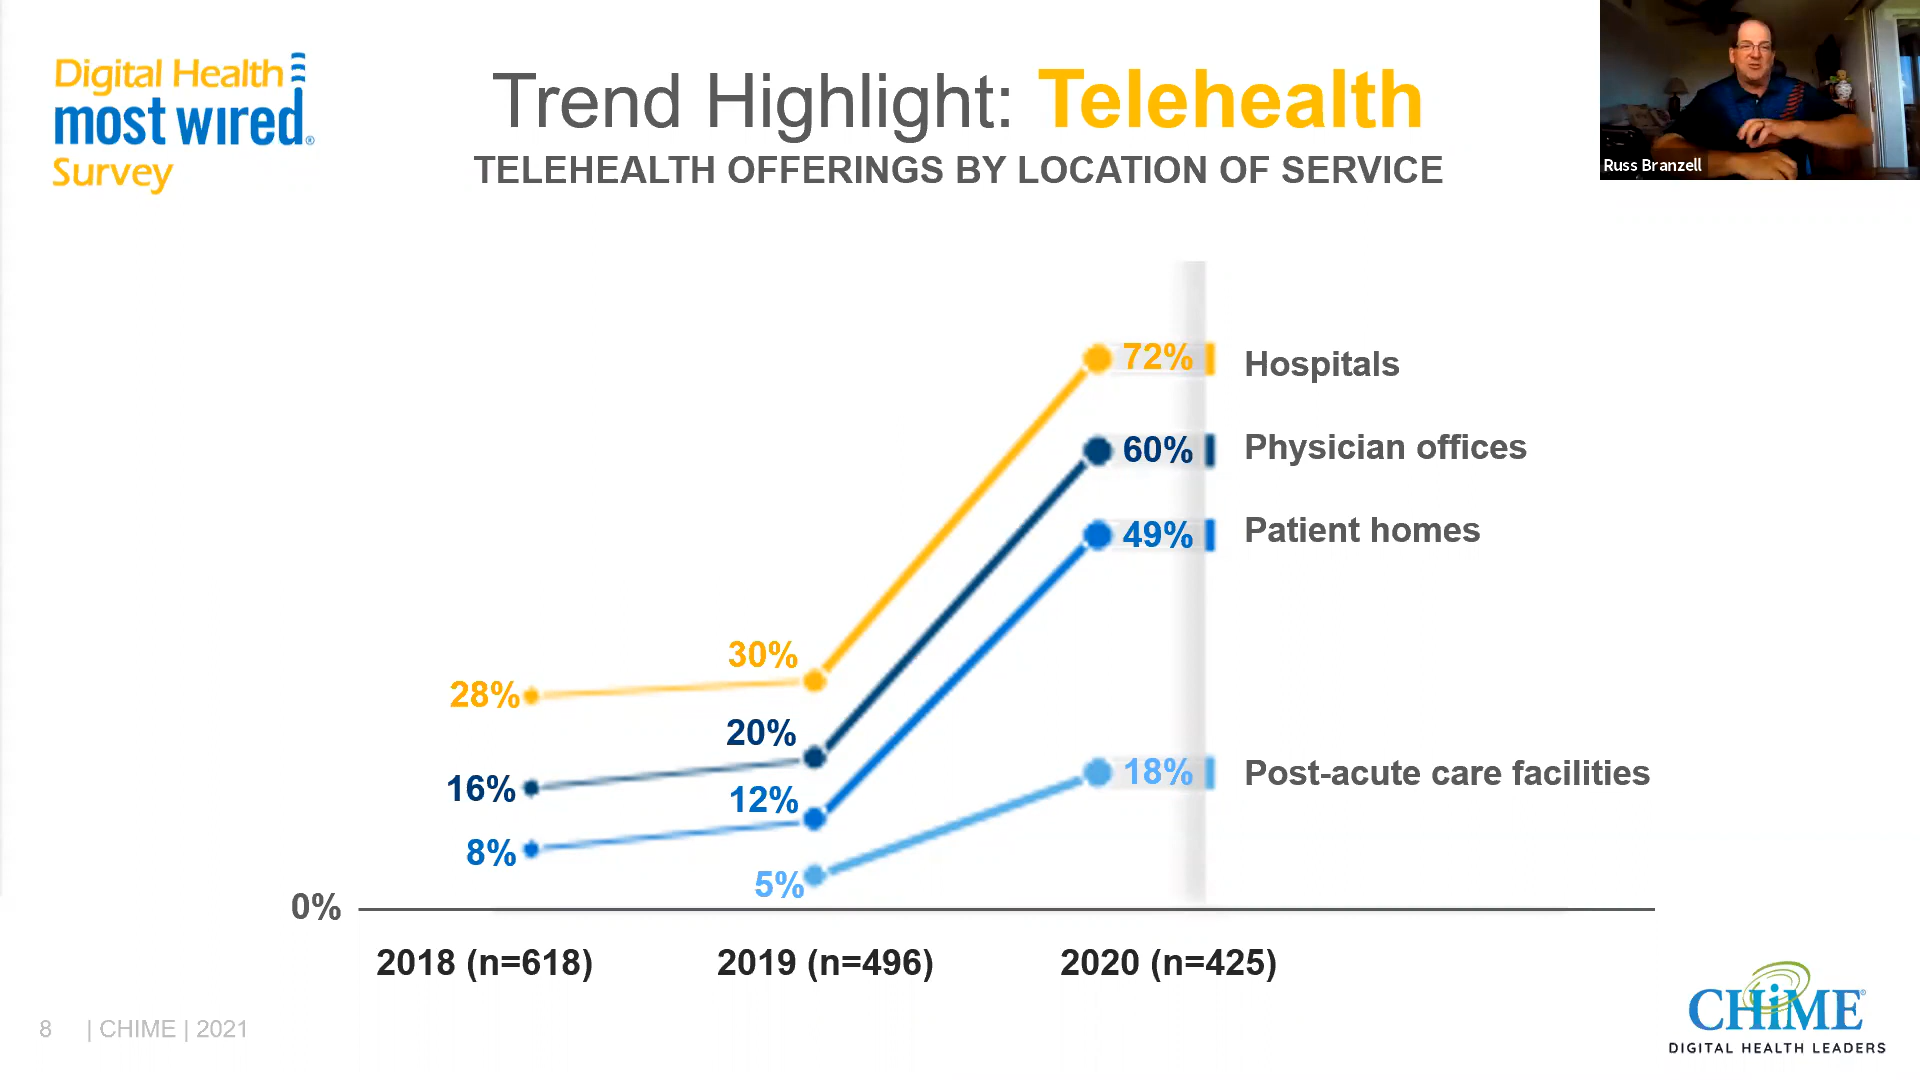 Digital Health
most wired®
Survey
Trend Highlight: Telehealth
TELEHEALTH OFFERINGS BY LOCATION OF SERVICE
Russ Branzell
72% Hospitals
60% Physician offices
49% Patient homes
30%
28%
20%
16%
12%
8%
18% Post-acute care facilities
5%
0%
2018 (n=618) 2019 (n=496) 2020 (n=425)
8 | CHIME | 2021
CHiME®
DIGITAL HEALTH LEADERS